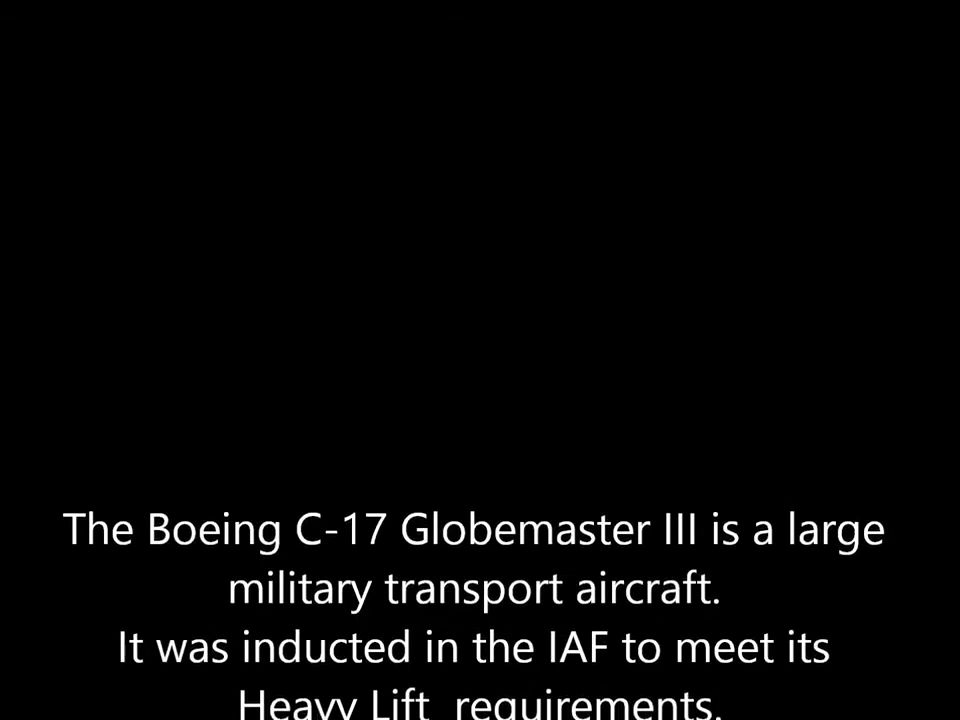 The Boeing C-17 Globemaster III is a large
military transport aircraft.
It was inducted in the IAF to meet its
Heavy Lift requirements.